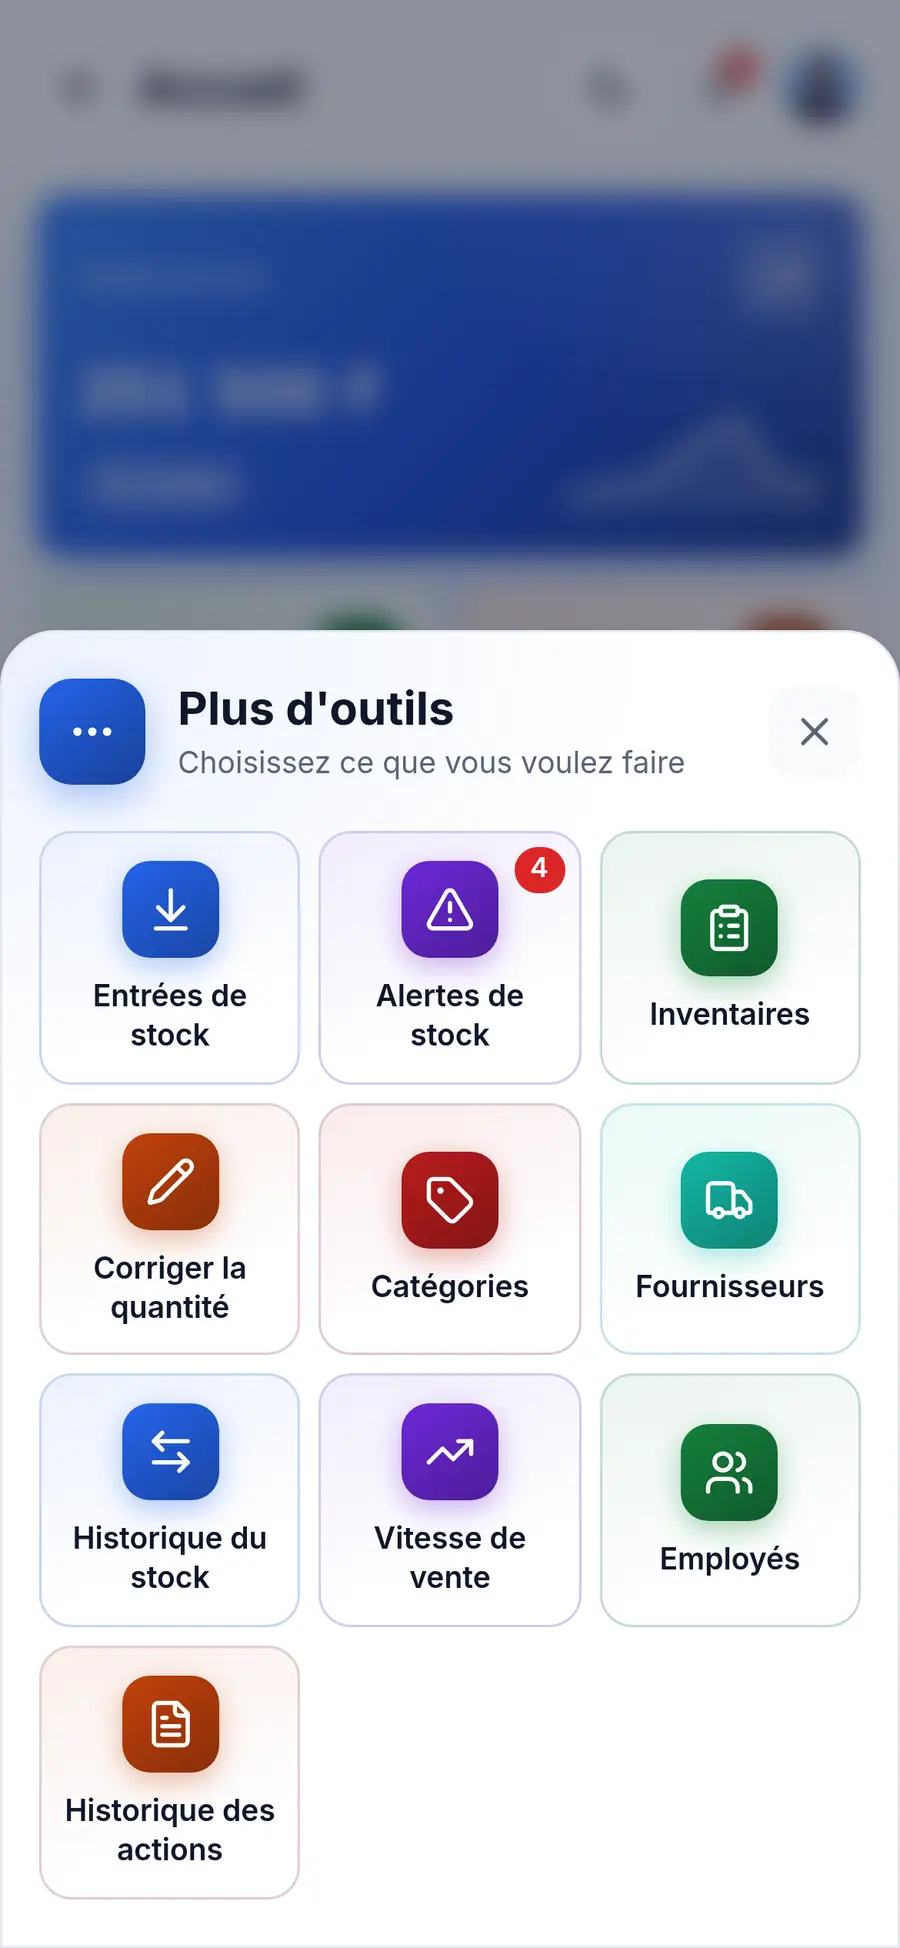 Plus d'outils
Choisissez ce que vous voulez faire
Entrées de
stock
4
Alertes de
stock
Inventaires
Corriger la
quantité
Catégories
Fournisseurs
Historique du
stock
Vitesse de
vente
Employés
Historique des
actions